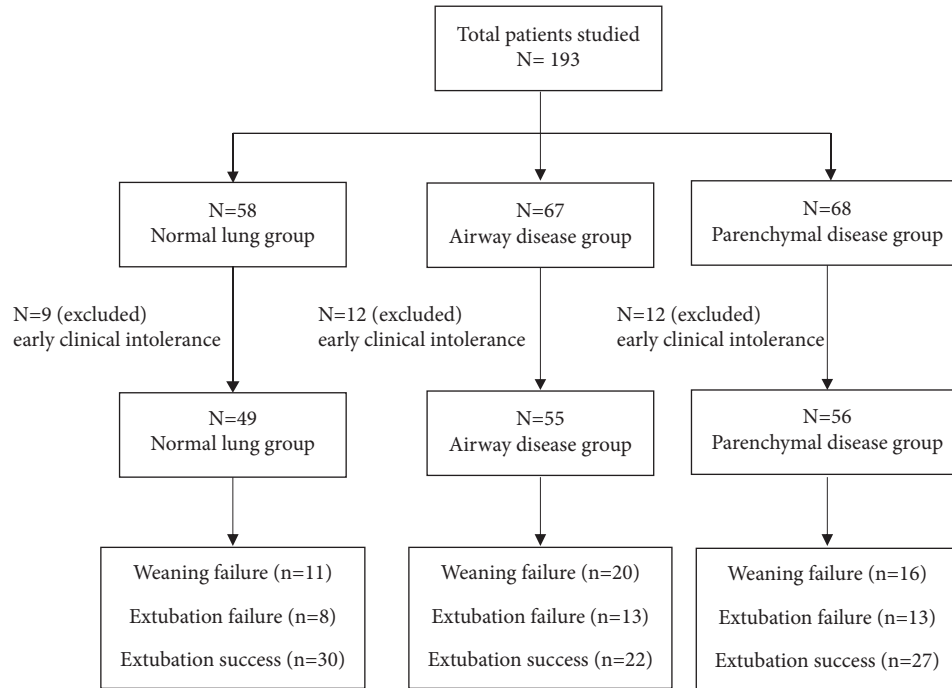 Total patients studied
N= 193
N=58
Normal lung group
N=67
Airway disease group
N=68
Parenchymal disease group
N=9 (excluded)
early clinical intolerance
N=12 (excluded)
early clinical intolerance
N=12 (excluded)
early clinical intolerance
N=49
Normal lung group
N=55
Airway disease group
N=56
Parenchymal disease group
Weaning failure (n=11)
Extubation failure (n=8)
Extubation success (n=30)
Weaning failure (n=20)
Extubation failure (n=13)
Extubation success (n=22)
Weaning failure (n=16)
Extubation failure (n=13)
Extubation success (n=27)